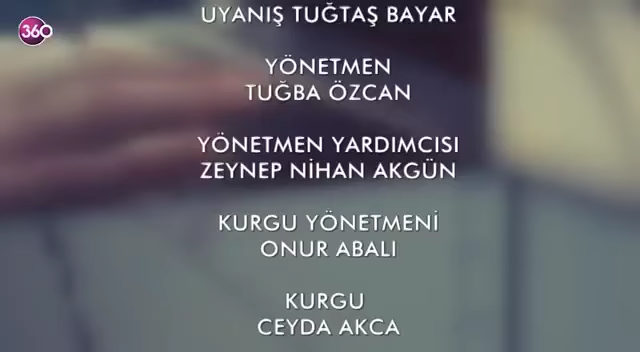 360
UYANIŞ TUĞTAŞ BAYAR
YÖNETMEN
TUĞBA ÖZCAN
YÖNETMEN YARDIMCISI
ZEYNEP NİHAN AKGÜN
KURGU YÖNETMENİ
ONUR ABALI
KURGU
CEYDA AKCA